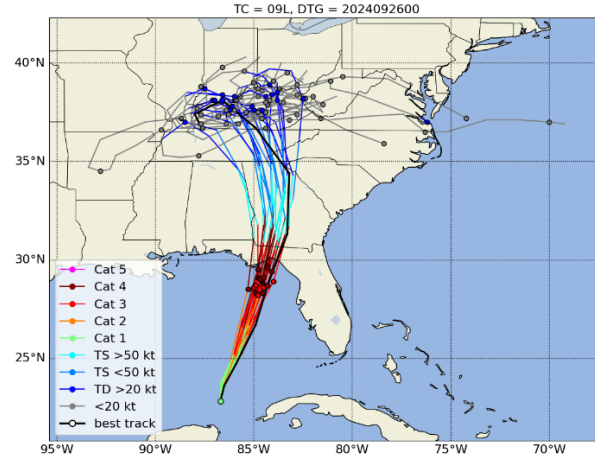 TC = 09L, DTG = 2024092600
40°N
35°N
30°N
25°N
Cat 5
Cat 4
Cat 3
Cat 2
Cat 1
TS >50 kt
TS <50 kt
TD >20 kt
<20 kt
best track
95°W
90°W
85°W
80°W
75°W
70°W